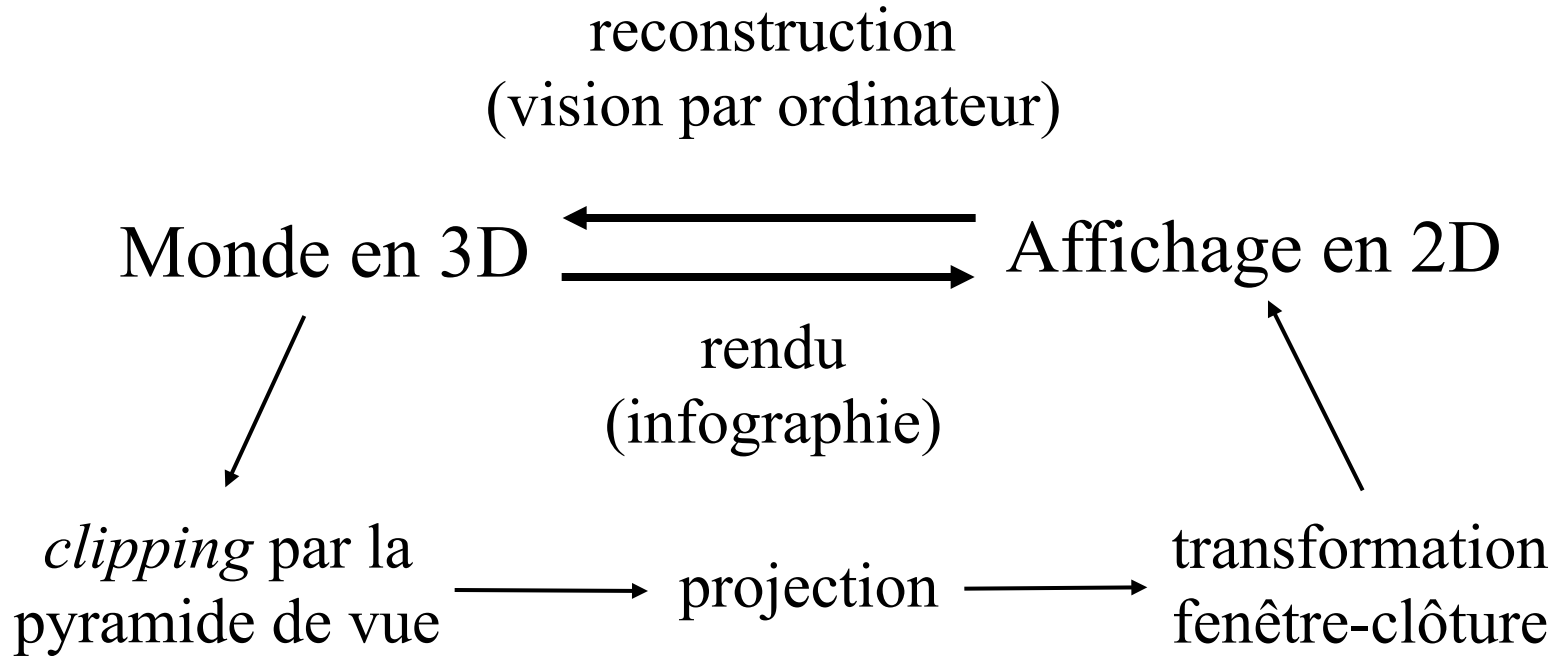 reconstruction
(vision par ordinateur)
Monde en 3D
Affichage en 2D
rendu
(infographie)
clipping par la
pyramide de vue
projection
transformation
fenêtre-clôture